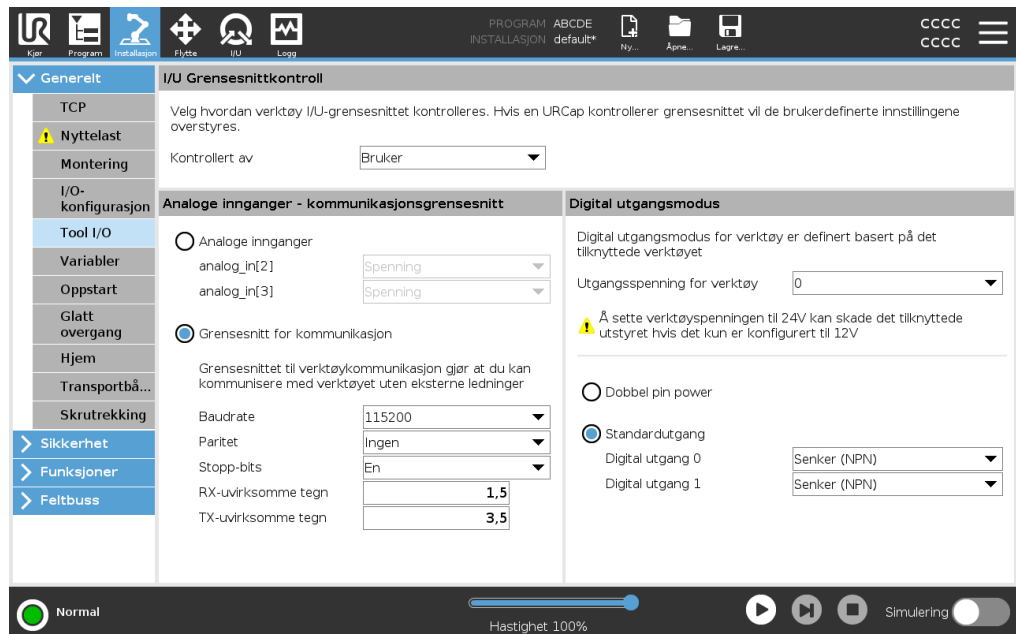 UR
PROGRAM ABCDE
INSTALLASJON default*
CCCC
CCCC
Kjør
Program
Installasjon
Flytte
I/U
Logg
Ny...
Åpne...
Lagre...
Generelt
TCP
Nyttelast
Montering
I/O-
konfigurasjon
Tool I/O
Variabler
Oppstart
Glatt
overgang
Hjem
Transportbå...
Skrutrekking
Sikkerhet
Funksjoner
Feltbuss
I/U Grensesnittkontroll
Velg hvordan verktøy I/U-grensesnittet kontrolleres. Hvis en URCap kontrollerer grensesnittet vil de brukerdefinerte innstillingene
overstyres.
Kontrollert av Bruker
Analoge innganger - kommunikasjonsgrensesnitt
Analoge innganger
analog_in[2] Spenning
analog_in[3] Spenning
Grensesnitt for kommunikasjon
Grensesnittet til verktøykommunikasjon gjør at du kan
kommunisere med verktøyet uten eksterne ledninger
Baudrate 115200
Paritet Ingen
Stopp-bits En
RX-uvirksomme tegn 1,5
TX-uvirksomme tegn 3,5
Digital utgangsmodus
Digital utgangsmodus for verktøy er definert basert på det
tilknyttede verktøyet
Utgangsspenning for verktøy 0
Å sette verktøyspenningen til 24V kan skade det tilknyttede
utstyret hvis det kun er konfigurert til 12V
Dobbel pin power
Standardutgang
Digital utgang 0 Senker (NPN)
Digital utgang 1 Senker (NPN)
Normal
Hastighet 100%
Simulering